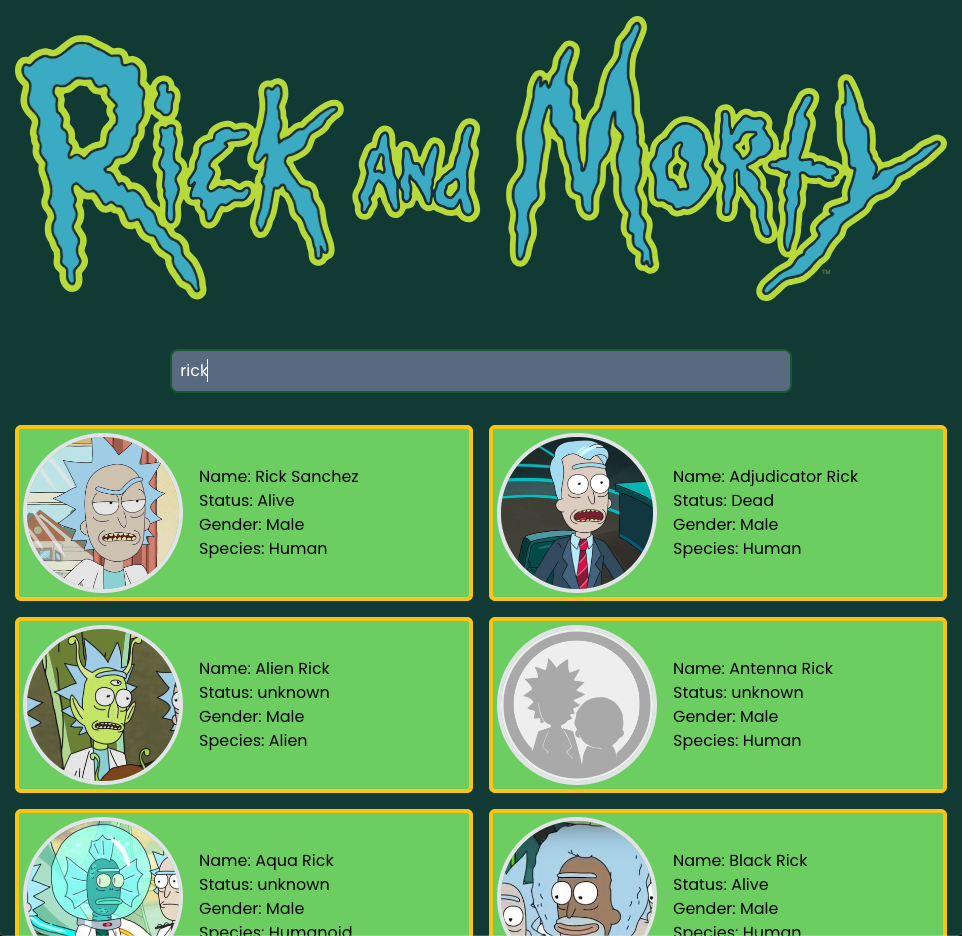 Rick and Morty
TM
rick
Name: Rick Sanchez
Status: Alive
Gender: Male
Species: Human
Name: Adjudicator Rick
Status: Dead
Gender: Male
Species: Human
Name: Alien Rick
Status: unknown
Gender: Male
Species: Alien
Name: Antenna Rick
Status: unknown
Gender: Male
Species: Human
Name: Aqua Rick
Status: unknown
Gender: Male
Species: Humanoid
Name: Black Rick
Status: Alive
Gender: Male
Species: Human